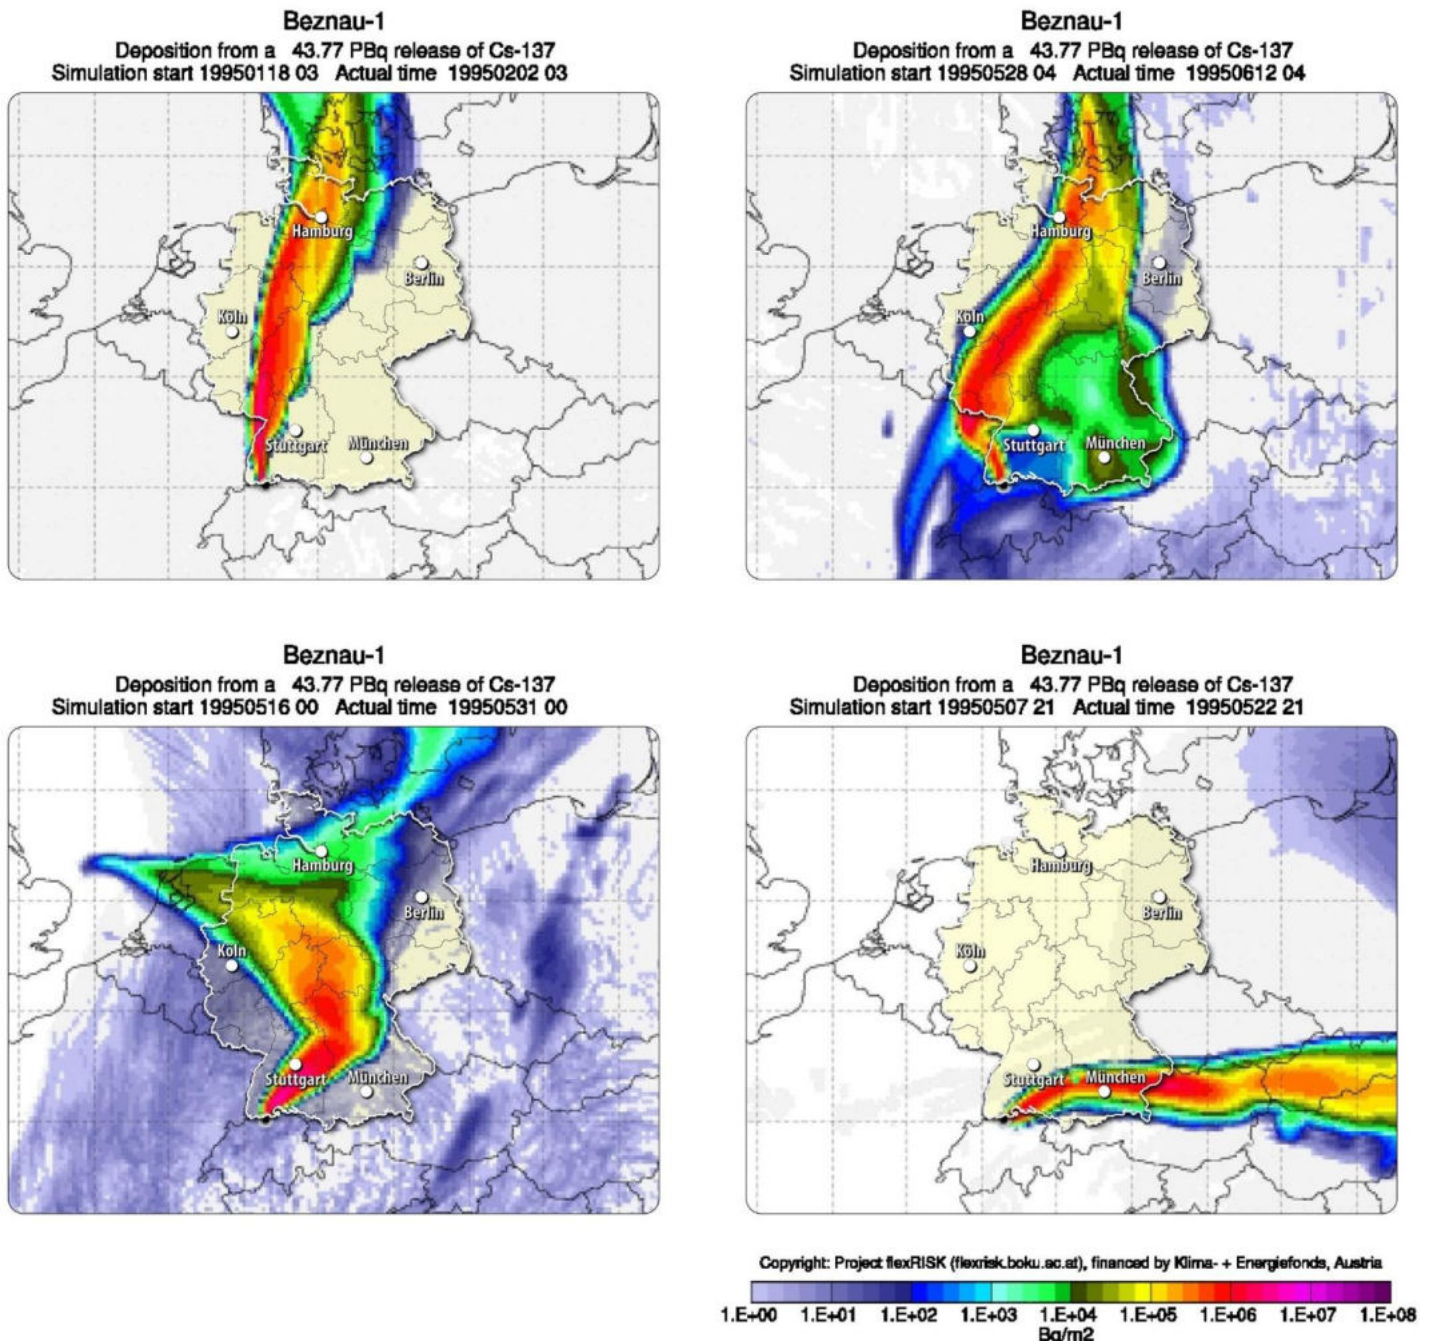 Beznau-1
Deposition from a 43.77 PBq release of Cs-137
Simulation start 19950118 03 Actual time 19950202 03
Hamburg
Berlin
Köln
Stuttgart
München
Beznau-1
Deposition from a 43.77 PBq release of Cs-137
Simulation start 19950528 04 Actual time 19950612 04
Hamburg
Berlin
Köln
Stuttgart
München
Beznau-1
Deposition from a 43.77 PBq release of Cs-137
Simulation start 19950516 00 Actual time 19950531 00
Hamburg
Berlin
Köln
Stuttgart
München
Beznau-1
Deposition from a 43.77 PBq release of Cs-137
Simulation start 19950507 21 Actual time 19950522 21
Hamburg
Berlin
Köln
Stuttgart
München
Copyright: Project flexRISK (flexrisk.boku.ac.at), financed by Klima- + Energiefonds, Austria
1.E+00 1.E+01 1.E+02 1.E+03 1.E+04 1.E+05 1.E+06 1.E+07 1.E+08
Bq/m2